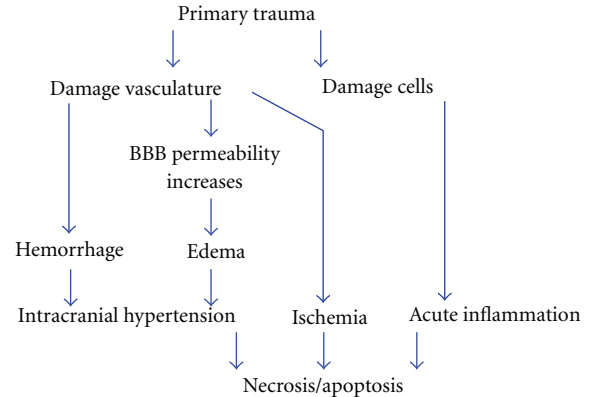 Primary trauma
Damage vasculature
Damage cells
BBB permeability
increases
Hemorrhage
Edema
Intracranial hypertension
Ischemia
Acute inflammation
Necrosis/apoptosis